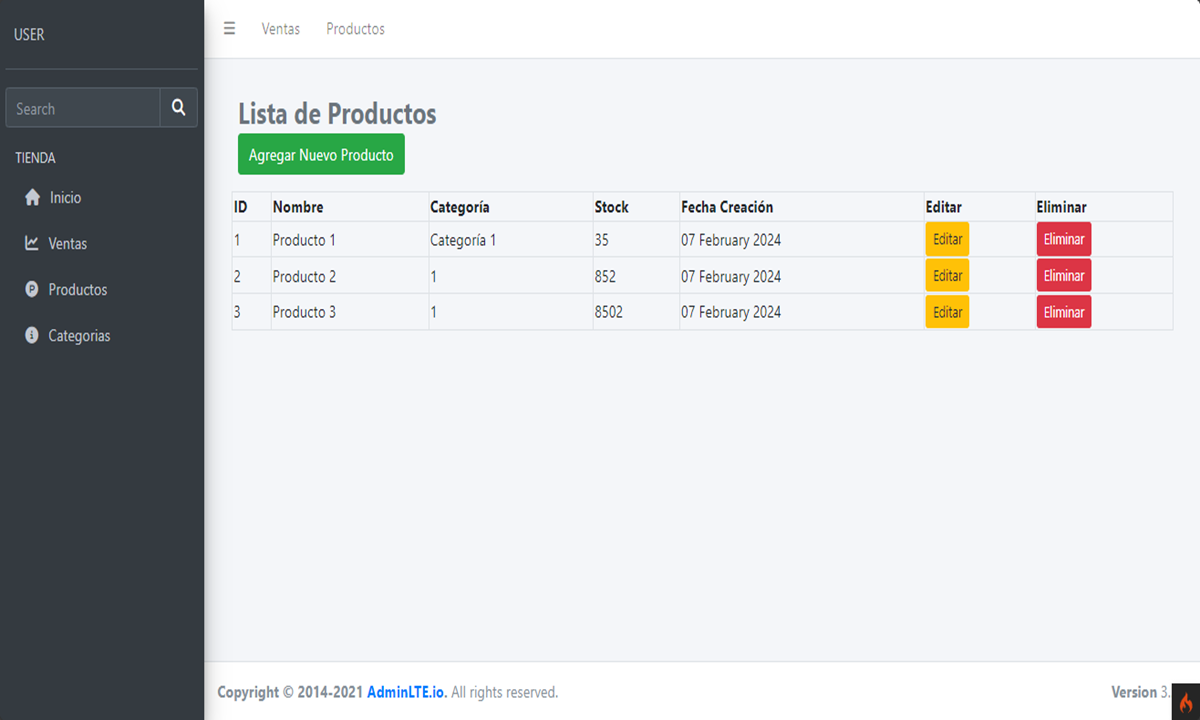 USER
Search
TIENDA
Inicio
Ventas
Productos
Categorias
Ventas Productos
Lista de Productos
Agregar Nuevo Producto
ID Nombre Categoría Stock Fecha Creación Editar Eliminar
1 Producto 1 Categoría 1 35 07 February 2024 Editar Eliminar
2 Producto 2 1 852 07 February 2024 Editar Eliminar
3 Producto 3 1 8502 07 February 2024 Editar Eliminar
Copyright © 2014-2021 AdminLTE.io. All rights reserved.
Version 3.